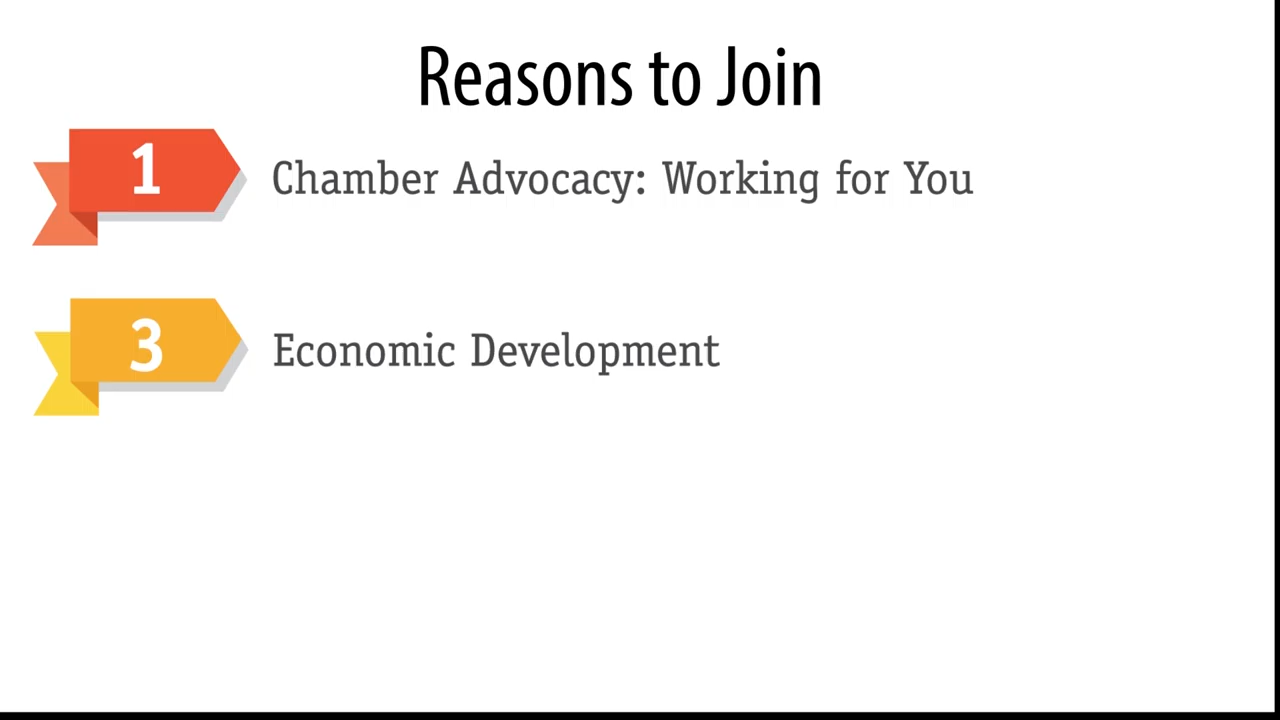 Reasons to Join
1 Chamber Advocacy: Working for You
3 Economic Development